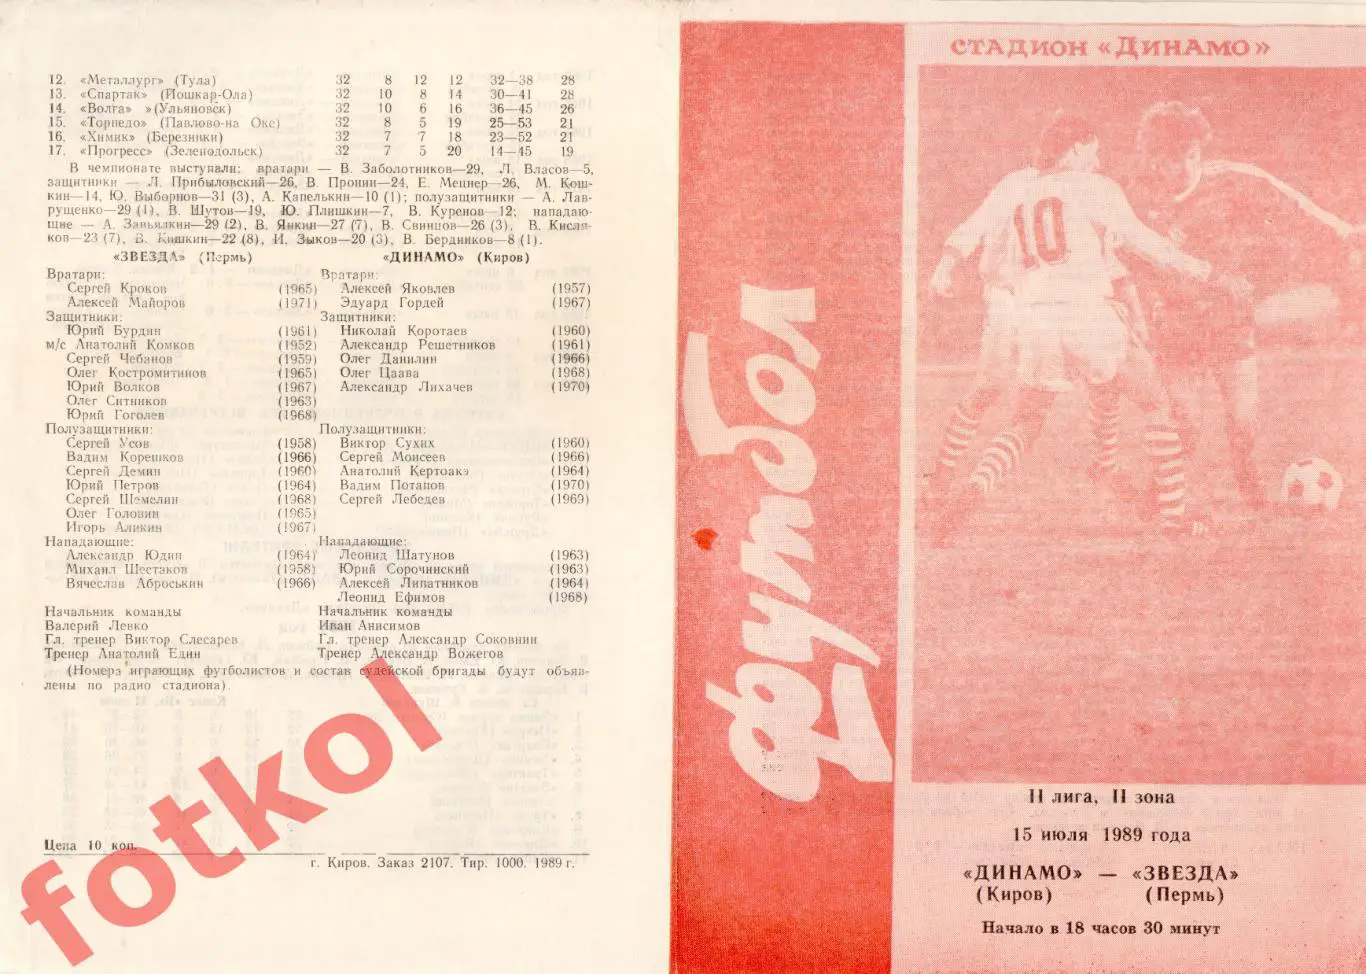 12. «Металлург» (Тула) 32 8 12 12 32—38 28
13. «Спартак» (Йошкар-Ола) 32 10 8 14 30—41 28
14. «Волга» »(Ульяновск) 32 10 6 16 36—45 26
15. «Торпедо» (Павлово-на Оке) 32 8 5 19 25—53 21
16. «Химик» (Березники) 32 7 7 18 23—52 21
17. «Прогресс» (Зеленодольск) 32 7 5 20 14—45 19
В чемпионате выступали: вратари — В. Заболотников—29, Л. Власов—5,
защитники — Л. Прибыловский—26, В. Пронин—24, Е. Мецнер—26, М. Кош-
кин—14, Ю. Выборнов—31 (3), А. Капелькин—10 (1); полузащитники — А. Лав-
рущенко—29 (1), В. Шутов—19, Ю. Плишкин—7, В. Куренов—12; нападаю-
щие — А. Завьялкин—29 (2), В. Янкин—27 (7), В. Свинцов—26 (3), В. Кисля-
ков—23 (7), В. Кишкин—22 (8), И. Зыков—20 (3), В. Бердников—8 (1).
«ЗВЕЗДА» (Пермь)
Вратари:
Сергей Кроков (1965)
Алексей Майоров (1971)
Защитники:
Юрий Бурдин (1961)
м/с Анатолий Комков (1952)
Сергей Чебанов (1959)
Олег Костромитинов (1965)
Юрий Волков (1967)
Олег Ситников (1963)
Юрий Гоголев (1968)
Полузащитники:
Сергей Усов (1958)
Вадим Корешков (1966)
Сергей Демин (1960)
Юрий Петров (1964)
Сергей Шемелин (1968)
Олег Головин (1965)
Игорь Аликин (1967)
Нападающие:
Александр Юдин (1964)
Михаил Шестаков (1958)
Вячеслав Аброськин (1966)
Начальник команды
Валерий Левко
Гл. тренер Виктор Слесарев
Тренер Анатолий Един
«ДИНАМО» (Киров)
Вратари:
Алексей Яковлев (1957)
Эдуард Гордей (1967)
Защитники:
Николай Коротаев (1960)
Александр Решетников (1961)
Олег Данилин (1966)
Олег Цаава (1968)
Александр Лихачев (1970)
Полузащитники:
Виктор Сухих (1960)
Сергей Моисеев (1966)
Анатолий Кертоакэ (1964)
Вадим Потапов (1970)
Сергей Лебедев (1969)
Нападающие:
Леонид Шатунов (1963)
Юрий Сорочинский (1963)
Алексей Липатников (1964)
Леонид Ефимов (1968)
Начальник команды
Иван Анисимов
Гл. тренер Александр Соковнин
Тренер Александр Вожегов
(Номера играющих футболистов и состав судейской бригады будут объяв-
лены по радио стадиона).
Цена 10 коп.
г. Киров. Заказ 2107. Тир. 1000. 1989 г.
fotkol
Футбол
СТАДИОН «ДИНАМО»
10
II лига, II зона
15 июля 1989 года
«ДИНАМО» — «ЗВЕЗДА»
(Киров) (Пермь)
Начало в 18 часов 30 минут